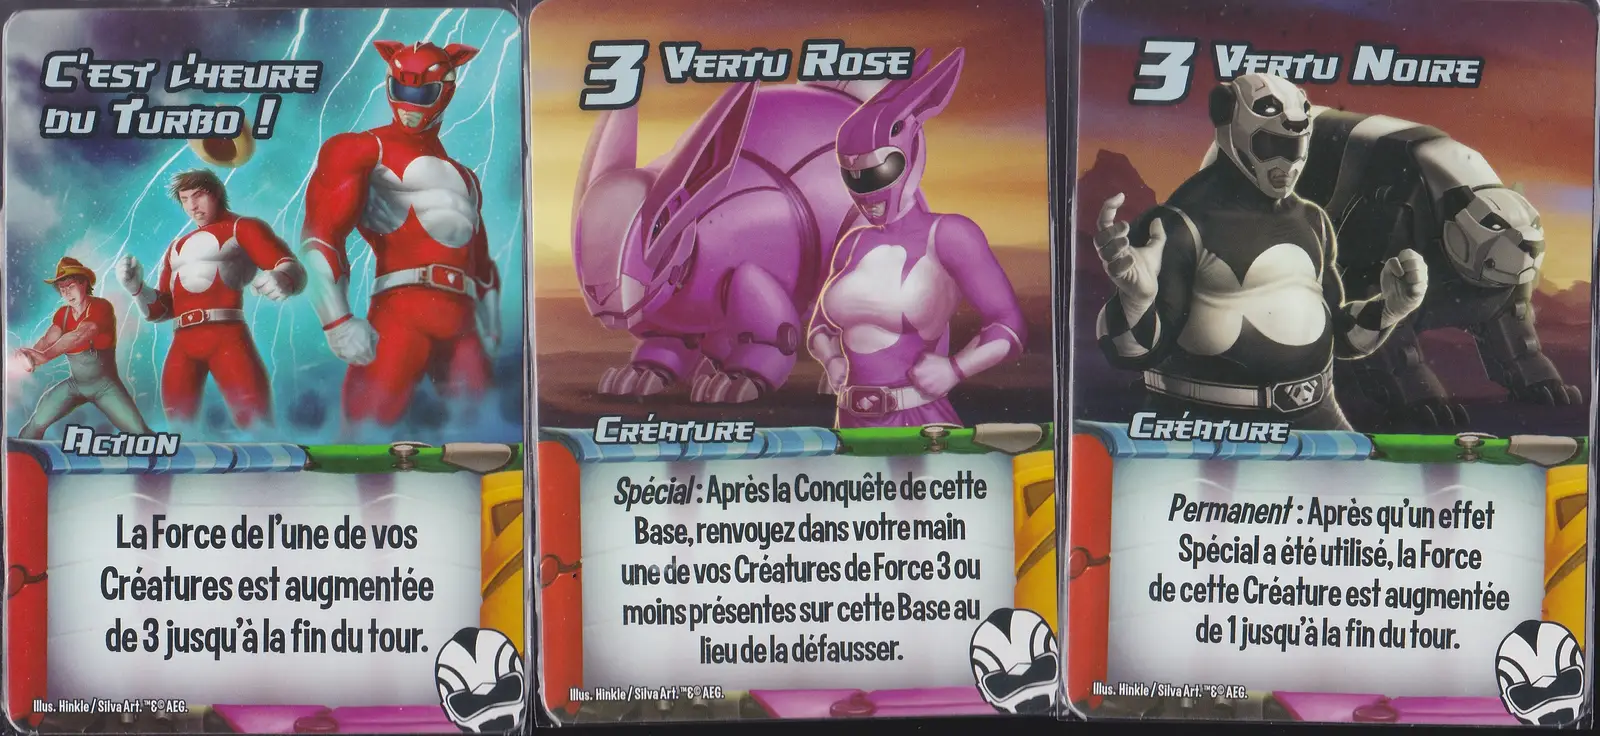 C'est l'heure
du Turbo !
Action
La Force de l'une de vos
Créatures est augmentée
de 3 jusqu'à la fin du tour.
Illus. Hinkle / Silva Art. ™&© AEG.
3 Vertu Rose
Créature
Spécial : Après la Conquête de cette
Base, renvoyez dans votre main
une de vos Créatures de Force 3 ou
moins présentes sur cette Base au
lieu de la défausser.
Illus. Hinkle / Silva Art. ™&© AEG.
3 Vertu Noire
Créature
Permanent : Après qu'un effet
Spécial a été utilisé, la Force
de cette Créature est augmentée
de 1 jusqu'à la fin du tour.
Illus. Hinkle / Silva Art. ™&© AEG.